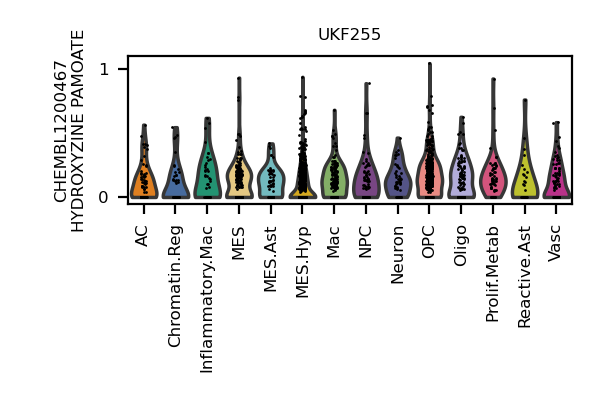 UKF255
CHEMBL1200467
HYDROXYZINE PAMOATE
1
0
AC
Chromatin.Reg
Inflammatory.Mac
MES
MES.Ast
MES.Hyp
Mac
NPC
Neuron
OPC
Oligo
Prolif.Metab
Reactive.Ast
Vasc